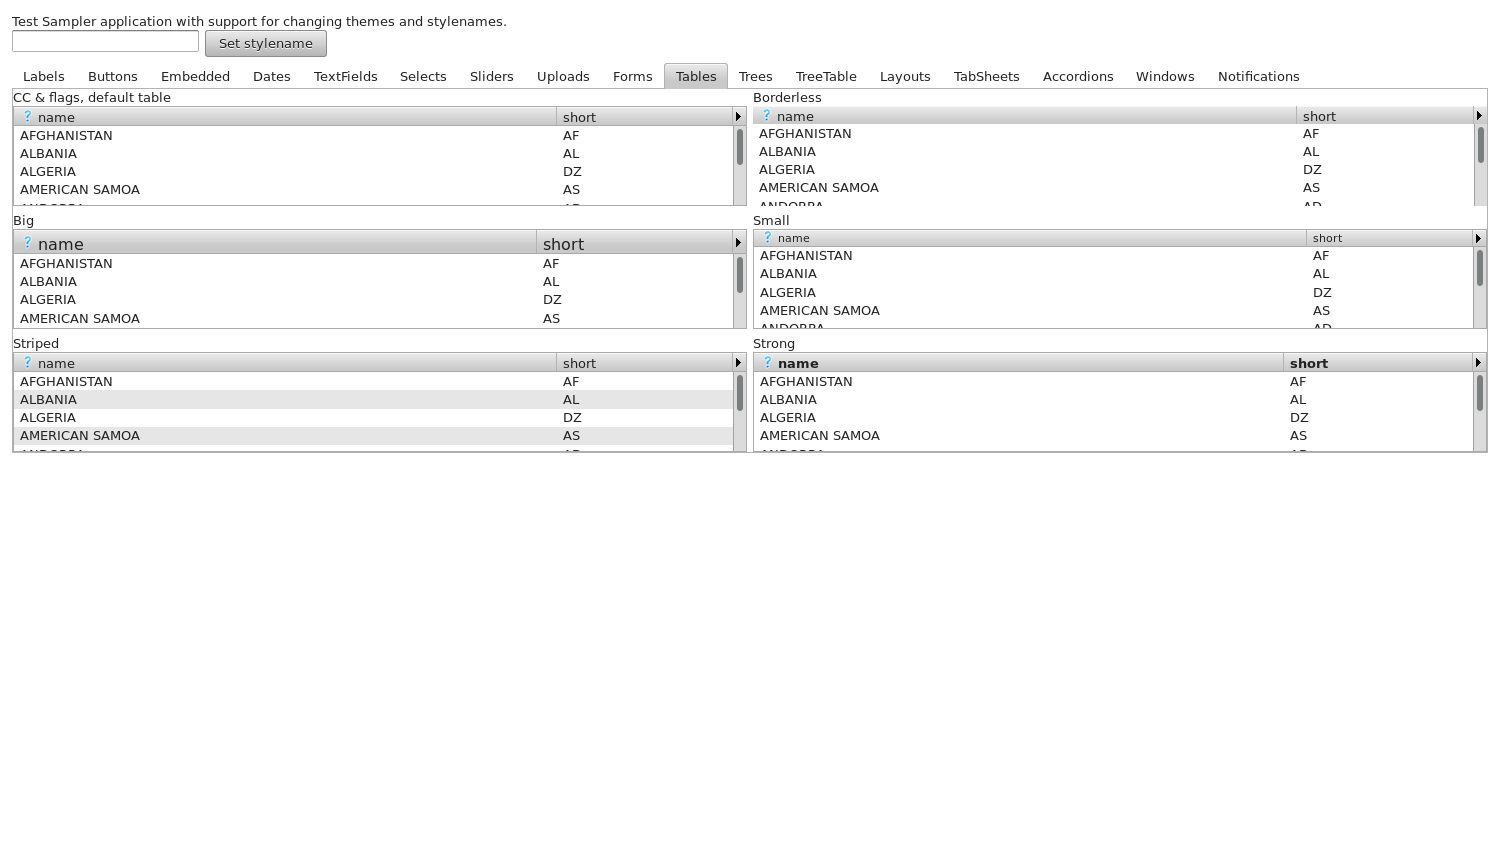 Test Sampler application with support for changing themes and stylenames.
Set stylename
Labels Buttons Embedded Dates TextFields Selects Sliders Uploads Forms Tables Trees TreeTable Layouts TabSheets Accordions Windows Notifications
CC & flags, default table
? name short
AFGHANISTAN AF
ALBANIA AL
ALGERIA DZ
AMERICAN SAMOA AS
Borderless
? name short
AFGHANISTAN AF
ALBANIA AL
ALGERIA DZ
AMERICAN SAMOA AS
ANDORRA AD
Big
? name short
AFGHANISTAN AF
ALBANIA AL
ALGERIA DZ
AMERICAN SAMOA AS
Small
? name short
AFGHANISTAN AF
ALBANIA AL
ALGERIA DZ
AMERICAN SAMOA AS
ANDORRA AD
Striped
? name short
AFGHANISTAN AF
ALBANIA AL
ALGERIA DZ
AMERICAN SAMOA AS
Strong
? name short
AFGHANISTAN AF
ALBANIA AL
ALGERIA DZ
AMERICAN SAMOA AS